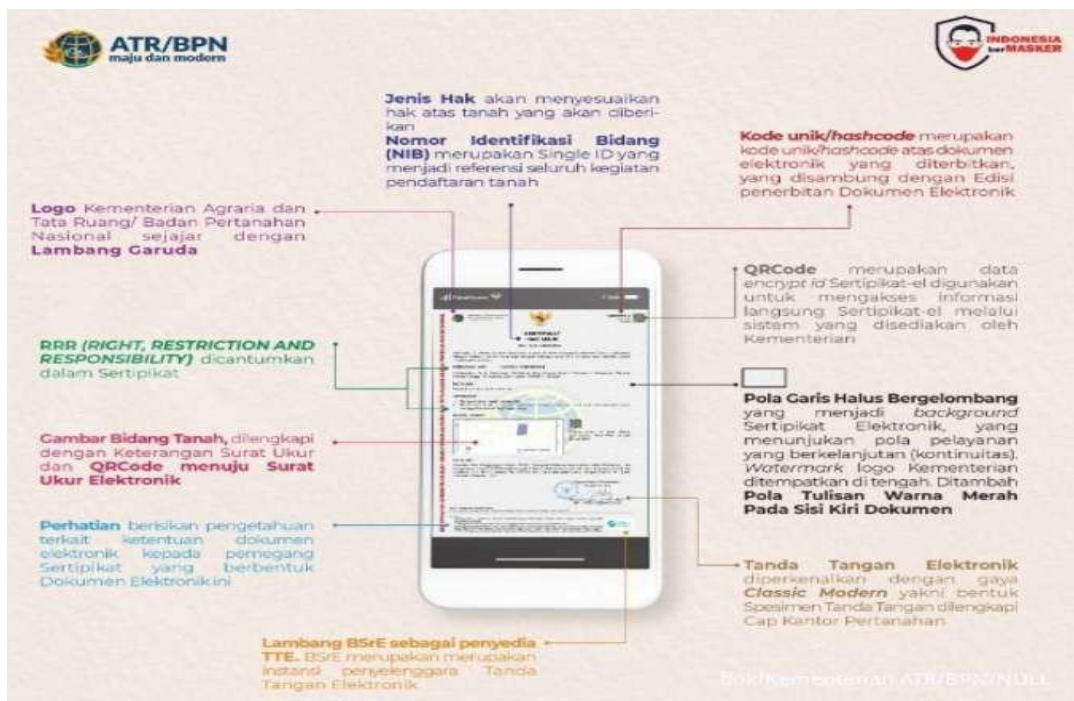 ATR/BPN
maju dan modern
INDONESIA
berMASKER
Jenis Hak akan menyesuaikan
hak atas tanah yang akan diberi-
kan
Nomor Identifikasi Bidang
(NIB) merupakan Single ID yang
menjadi referensi seluruh kegiatan
pendaftaran tanah
Kode unik/hashcode merupakan
kode unik/hashcode atas dokumen
elektronik yang diterbitkan,
yang disambung dengan Edisi
penerbitan Dokumen Elektronik
Logo Kementerian Agraria dan
Tata Ruang/ Badan Pertanahan
Nasional sejajar dengan
Lambang Garuda
QRCode merupakan data
encrypt id Sertipikat-el digunakan
untuk mengakses informasi
langsung Sertipikat-el melalui
sistem yang disediakan oleh
Kementerian
RRR (RIGHT, RESTRICTION AND
RESPONSIBILITY) dicantumkan
dalam Sertipikat
SERTIPIKAT
HAK MILIK
Pola Garis Halus Bergelombang
yang menjadi background
Sertipikat Elektronik, yang
menunjukan pola pelayanan
yang berkelanjutan (kontinuitas).
Watermark logo Kementerian
ditempatkan di tengah. Ditambah
Pola Tulisan Warna Merah
Pada Sisi Kiri Dokumen
Gambar Bidang Tanah, dilengkapi
dengan Keterangan Surat Ukur
dan QRCode menuju Surat
Ukur Elektronik
Perhatian berisikan pengetahuan
terkait ketentuan dokumen
elektronik kepada pemegang
Sertipikat yang berbentuk
Dokumen Elektronik ini
Tanda Tangan Elektronik
diperkenalkan dengan gaya
Classic Modern yakni bentuk
Spesimen Tanda Tangan dilengkapi
Cap Kantor Pertanahan
Lambang BSrE sebagai penyedia
TTE. BSrE merupakan merupakan
instansi penyelenggara Tanda
Tangan Elektronik
Dok/Kementerian ATR/BPN/NULL